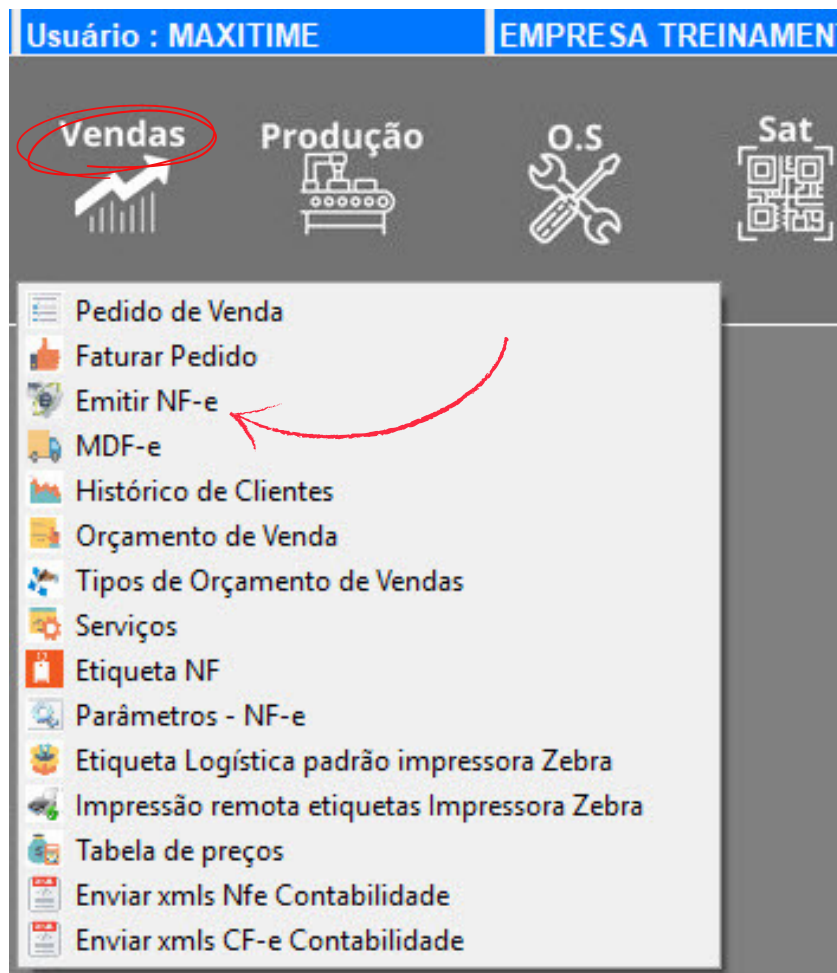 Usuário : MAXITIME EMPRESA TREINAMEN
Vendas Produção O.S Sat
Pedido de Venda
Faturar Pedido
Emitir NF-e
MDF-e
Histórico de Clientes
Orçamento de Venda
Tipos de Orçamento de Vendas
Serviços
Etiqueta NF
Parâmetros - NF-e
Etiqueta Logística padrão impressora Zebra
Impressão remota etiquetas Impressora Zebra
Tabela de preços
Enviar xmls Nfe Contabilidade
Enviar xmls CF-e Contabilidade